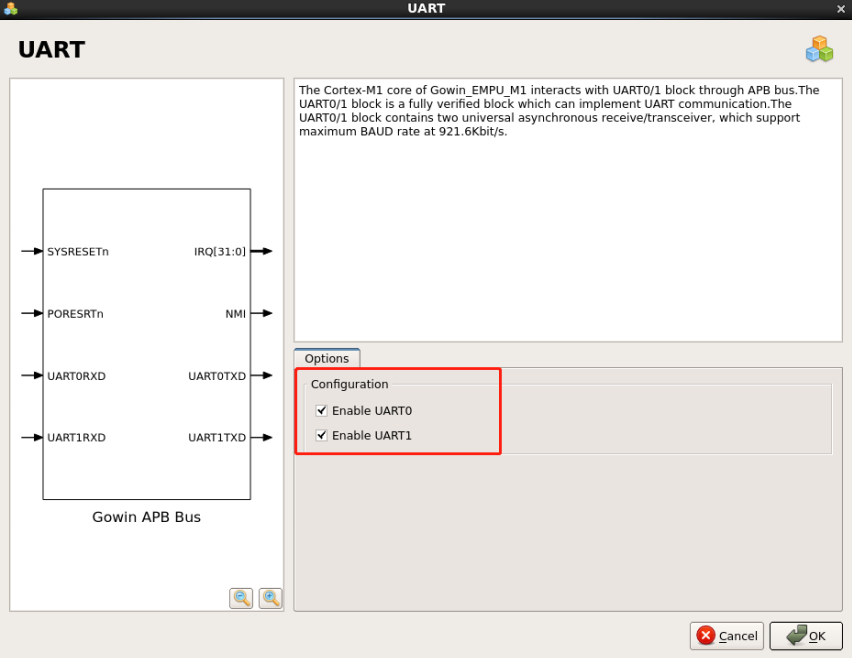 UART
UART
The Cortex-M1 core of Gowin_EMPU_M1 interacts with UART0/1 block through APB bus.The
UART0/1 block is a fully verified block which can implement UART communication.The
UART0/1 block contains two universal asynchronous receive/transceiver, which support
maximum BAUD rate at 921.6Kbit/s.
SYSRESETn
IRQ[31:0]
PORESRTn
NMI
UART0RXD
UART0TXD
UART1RXD
UART1TXD
Gowin APB Bus
Options
Configuration
Enable UART0
Enable UART1
Cancel
OK